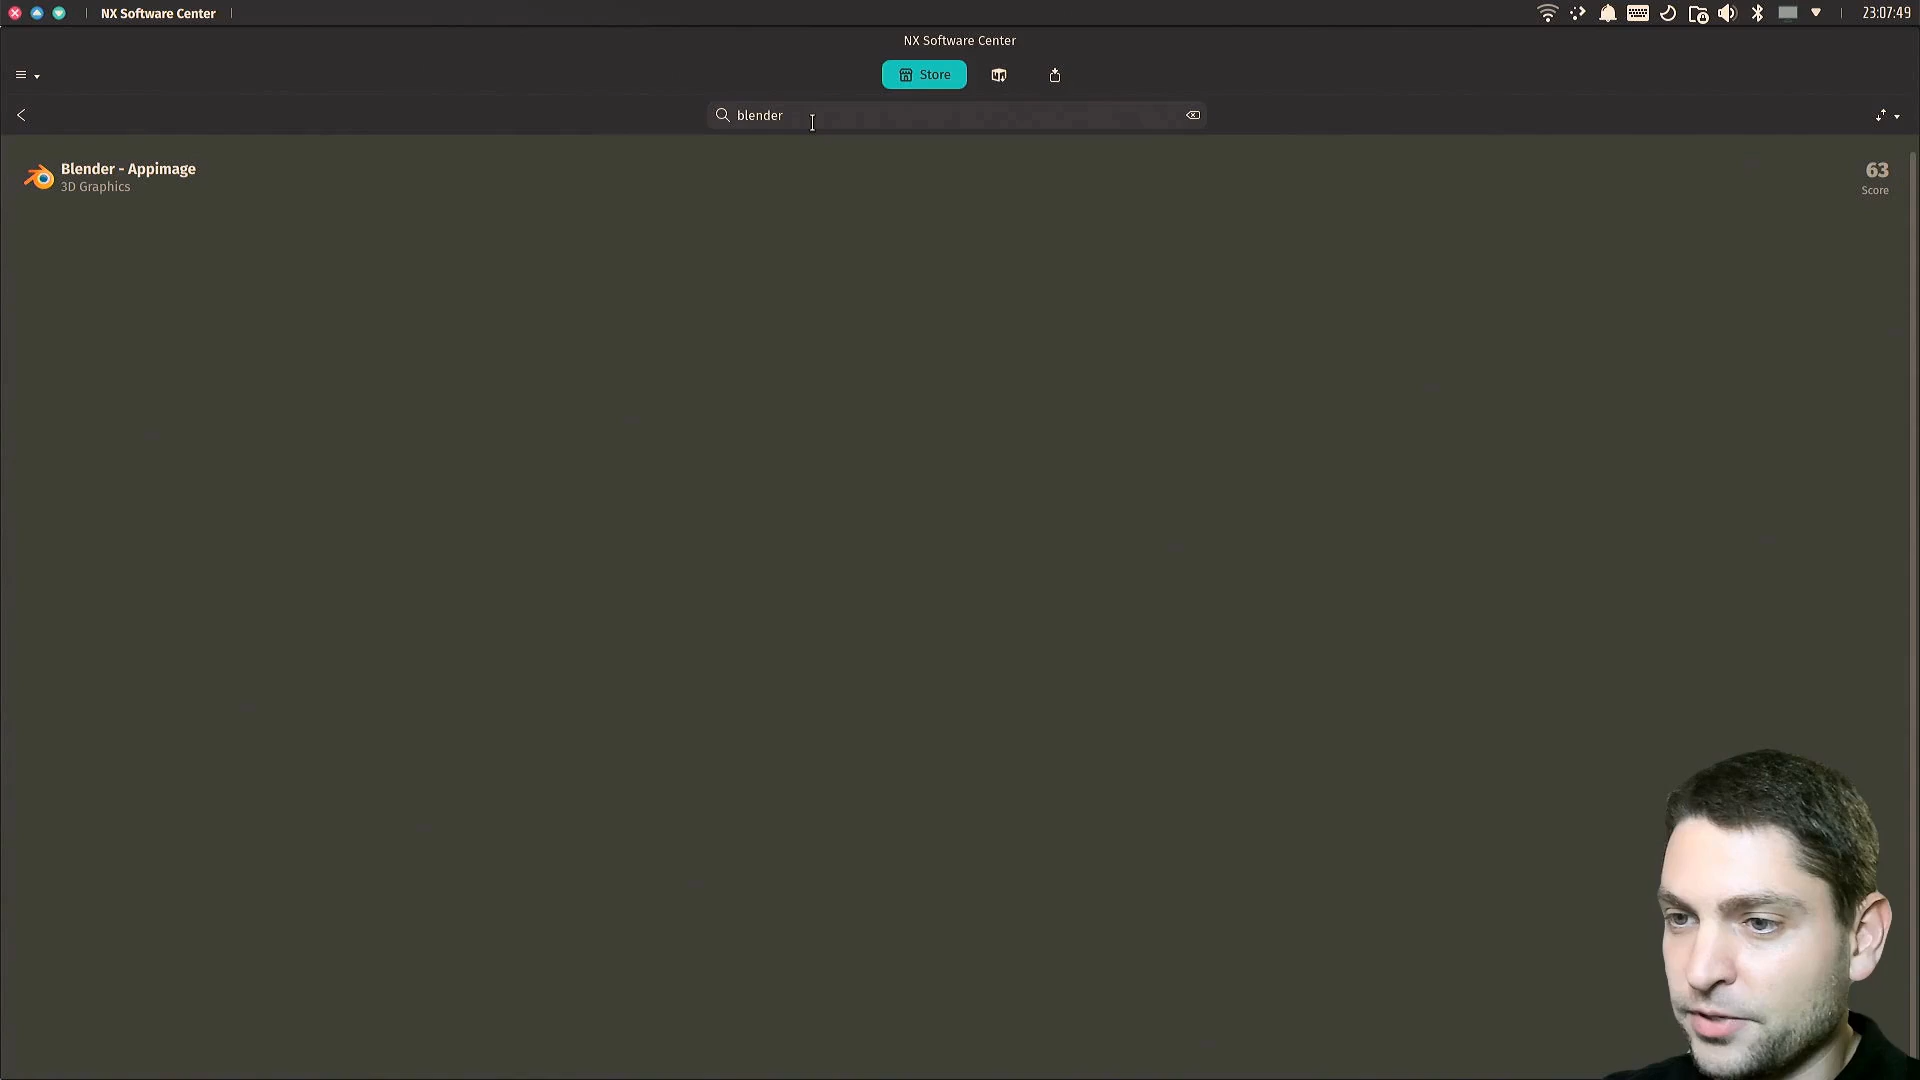 NX Software Center
23:07:49
NX Software Center
Store
blender
Blender - Appimage
3D Graphics
63
Score